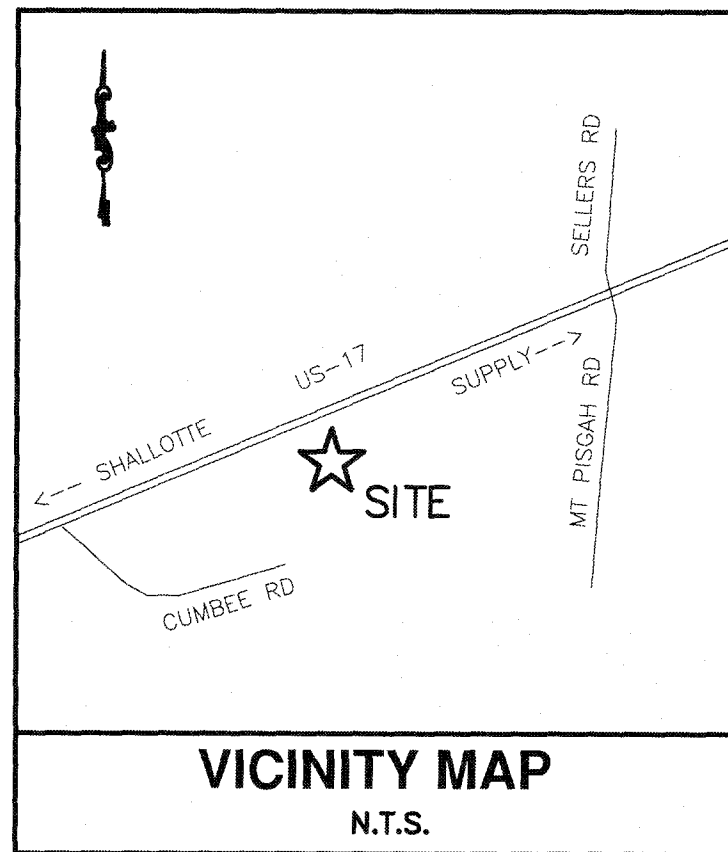 SELLERS RD
US-17
SUPPLY-->
<-- SHALLOTTE
MT PISGAH RD
SITE
CUMBEE RD
VICINITY MAP
N.T.S.